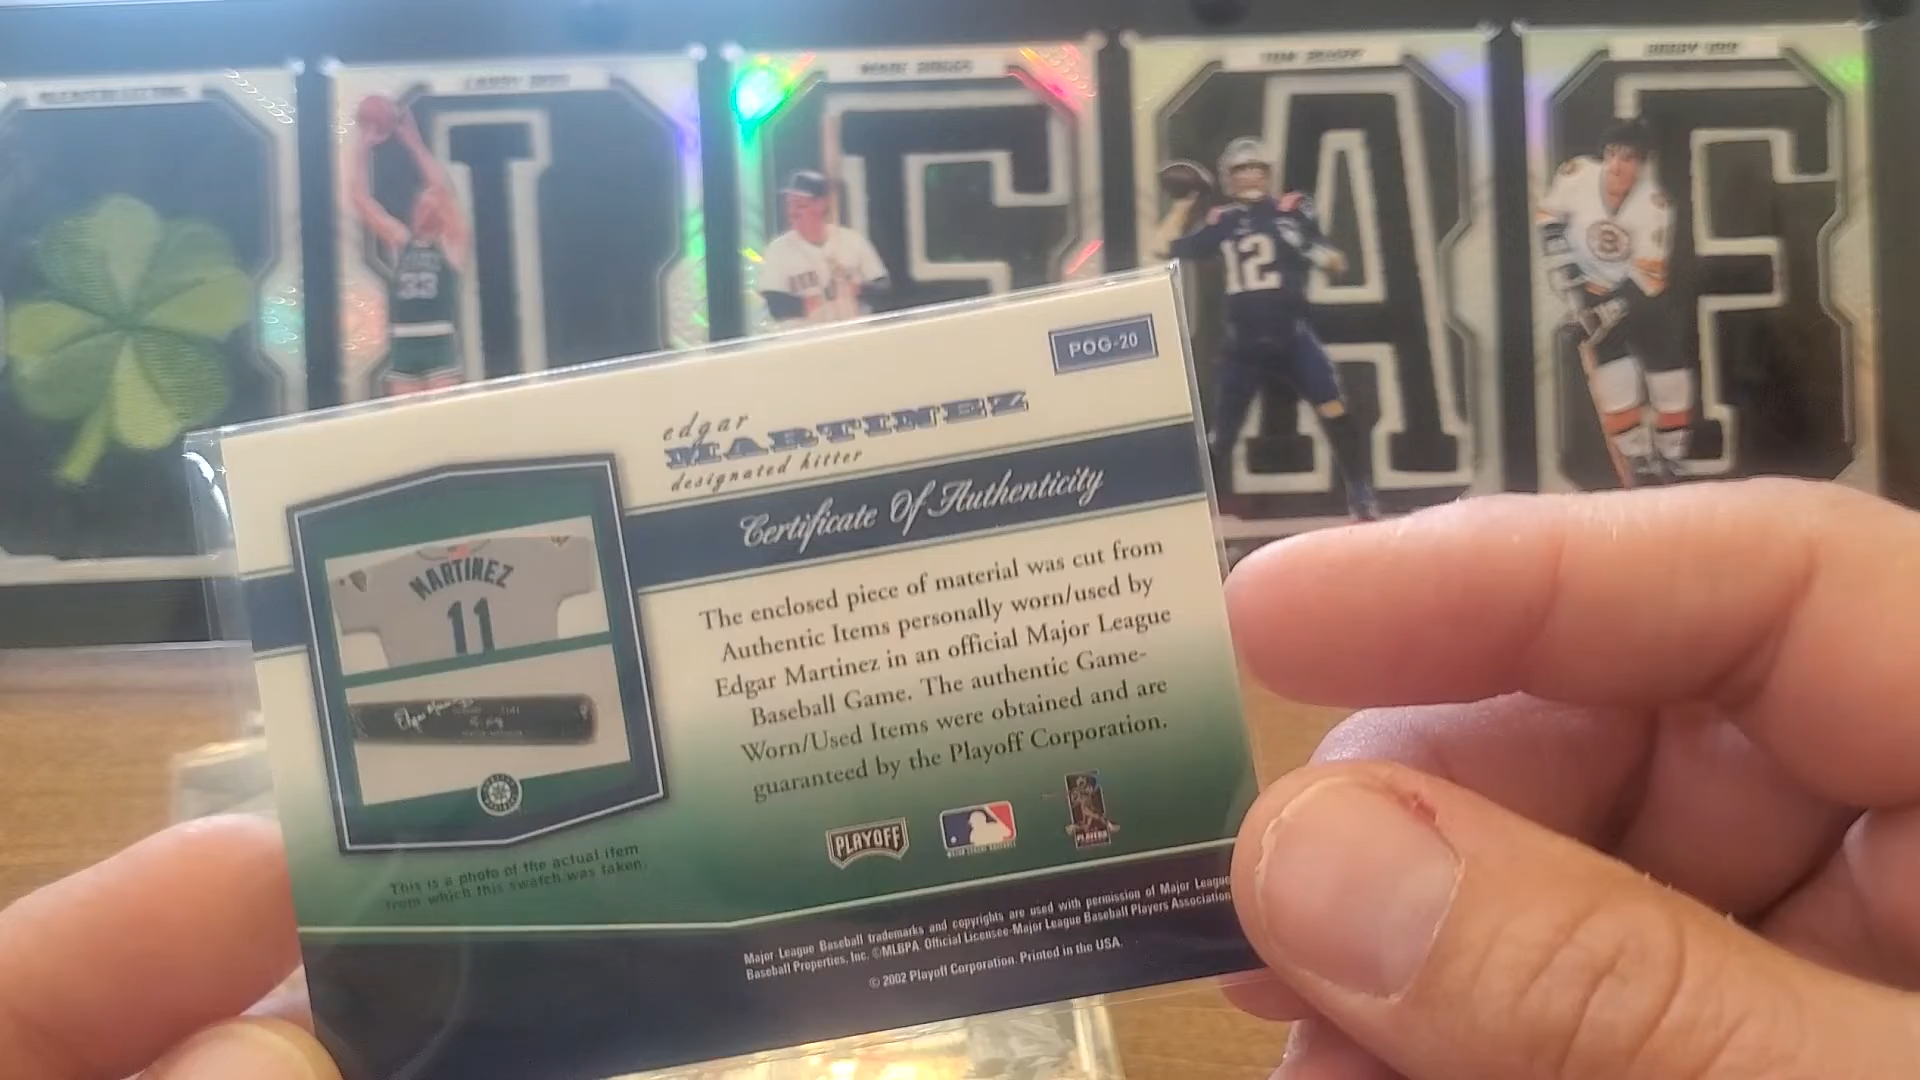 33
12
B
POG-20
edgar
MARTINEZ
designated hitter
Certificate Of Authenticity
The enclosed piece of material was cut from
Authentic Items personally worn/used by
Edgar Martinez in an official Major League
Baseball Game. The authentic Game-
Worn/Used Items were obtained and are
guaranteed by the Playoff Corporation.
MARTINEZ
11
This is a photo of the actual item
from which this swatch was taken.
PLAYOFF
PLAYERS
Major League Baseball trademarks and copyrights are used with permission of Major League
Baseball Properties, Inc. ©MLBPA Official Licensee-Major League Baseball Players Association
© 2002 Playoff Corporation. Printed in the USA.